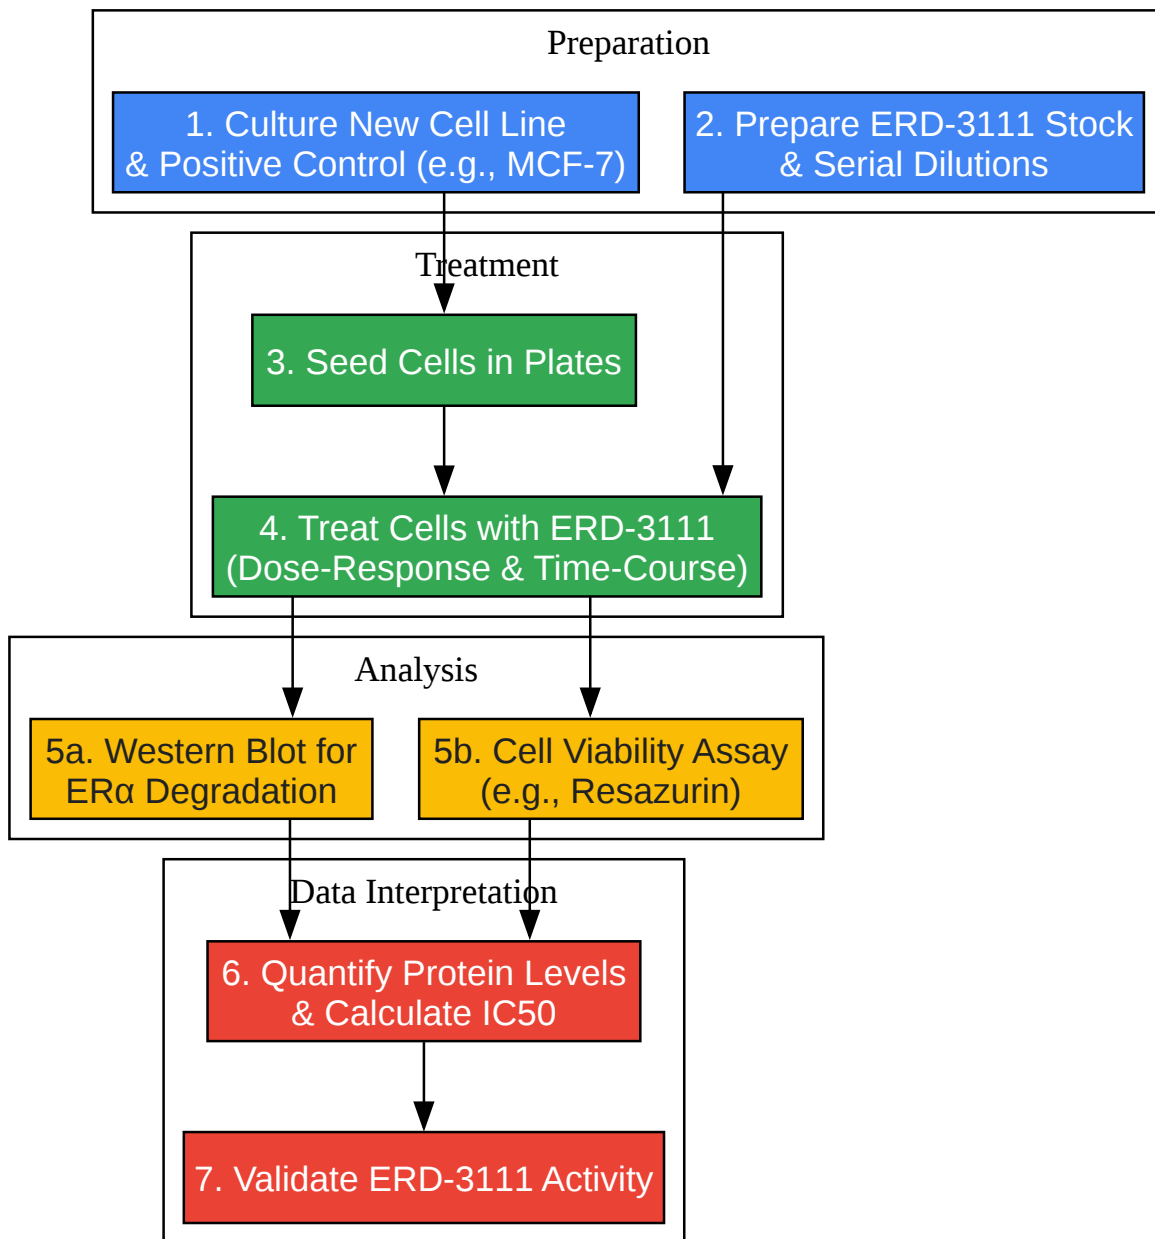 Preparation
1. Culture New Cell Line
& Positive Control (e.g., MCF-7)
2. Prepare ERD-3111 Stock
& Serial Dilutions
Treatment
3. Seed Cells in Plates
4. Treat Cells with ERD-3111
(Dose-Response & Time-Course)
Analysis
5a. Western Blot for
ERα Degradation
5b. Cell Viability Assay
(e.g., Resazurin)
Data Interpretation
6. Quantify Protein Levels
& Calculate IC50
7. Validate ERD-3111 Activity